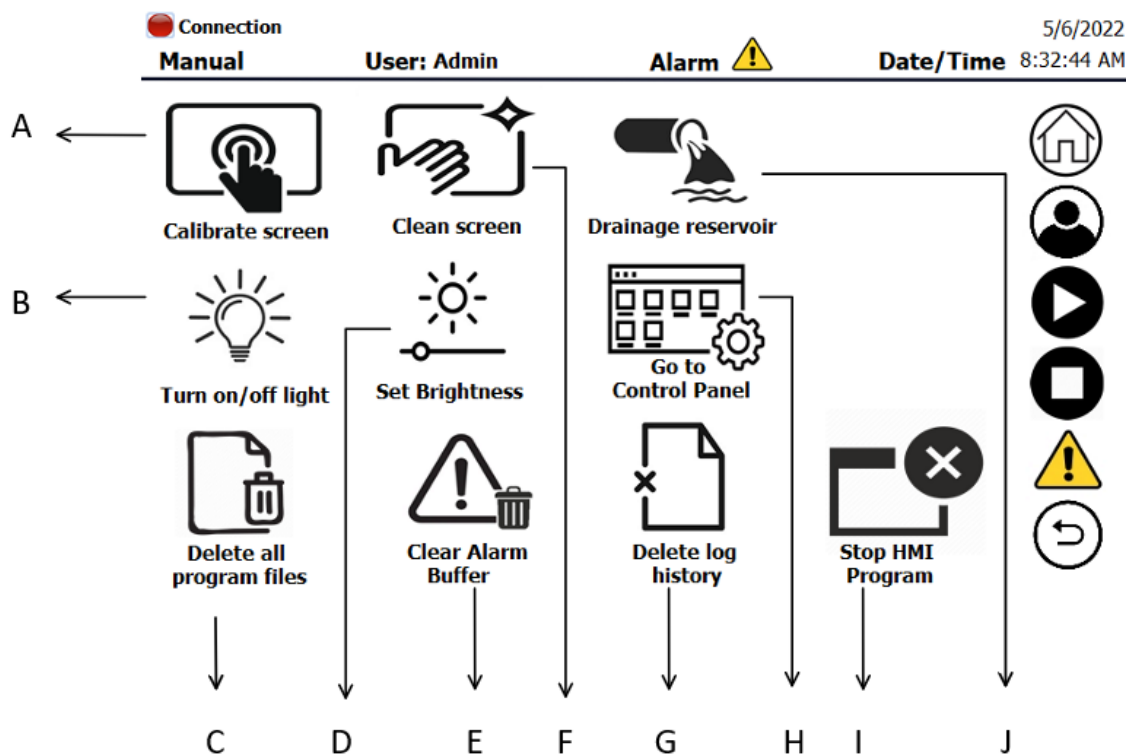 Connection
5/6/2022
Manual User: Admin Alarm Date/Time 8:32:44 AM
A
Calibrate screen
Clean screen
Drainage reservoir
B
Turn on/off light
Set Brightness
Go to
Control Panel
Delete all
program files
Clear Alarm
Buffer
Delete log
history
Stop HMI
Program
C D E F G H I J